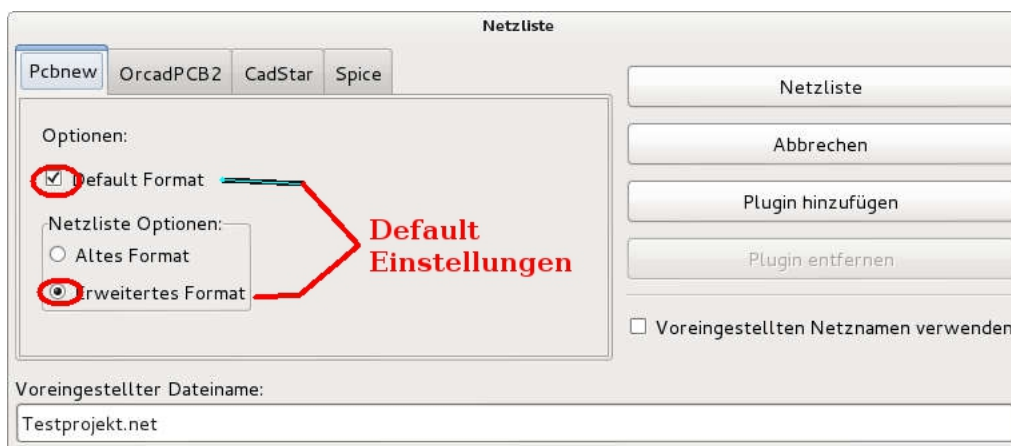 Netzliste
Pcbnew OrcadPCB2 CadStar Spice
Netzliste
Optionen:
Abbrechen
Default Format
Plugin hinzufügen
Netzliste Optionen:
Default
Einstellungen
Altes Format
Plugin entfernen
Erweitertes Format
Voreingestellten Netznamen verwenden
Voreingestellter Dateiname:
Testprojekt.net